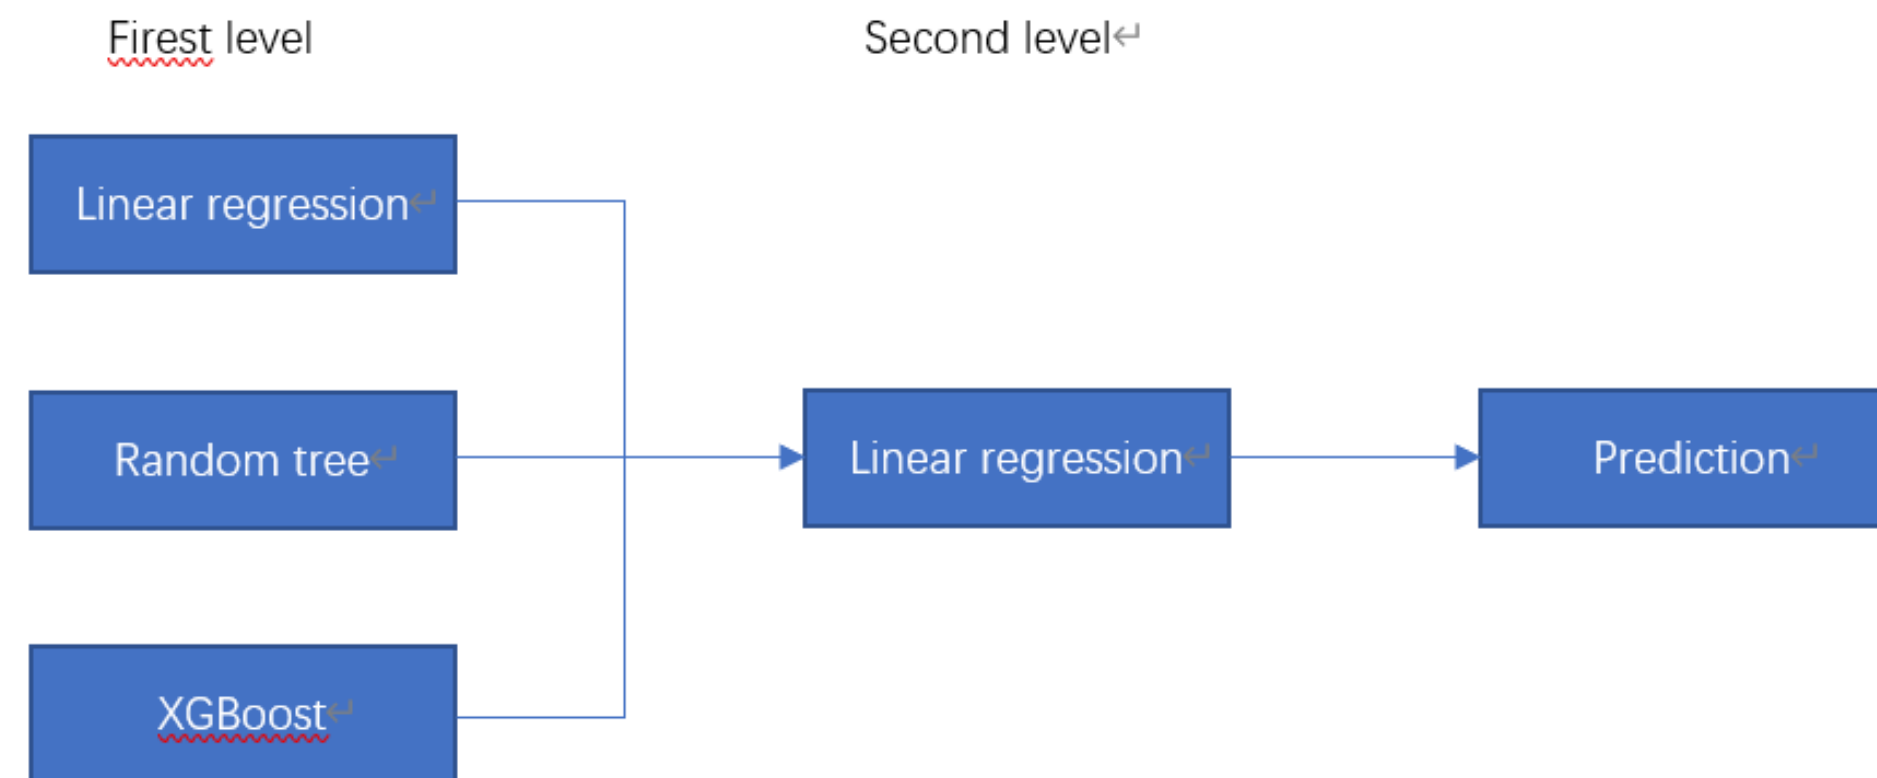 Firest level
Second level
Linear regression
Random tree
Linear regression
Prediction
XGBoost